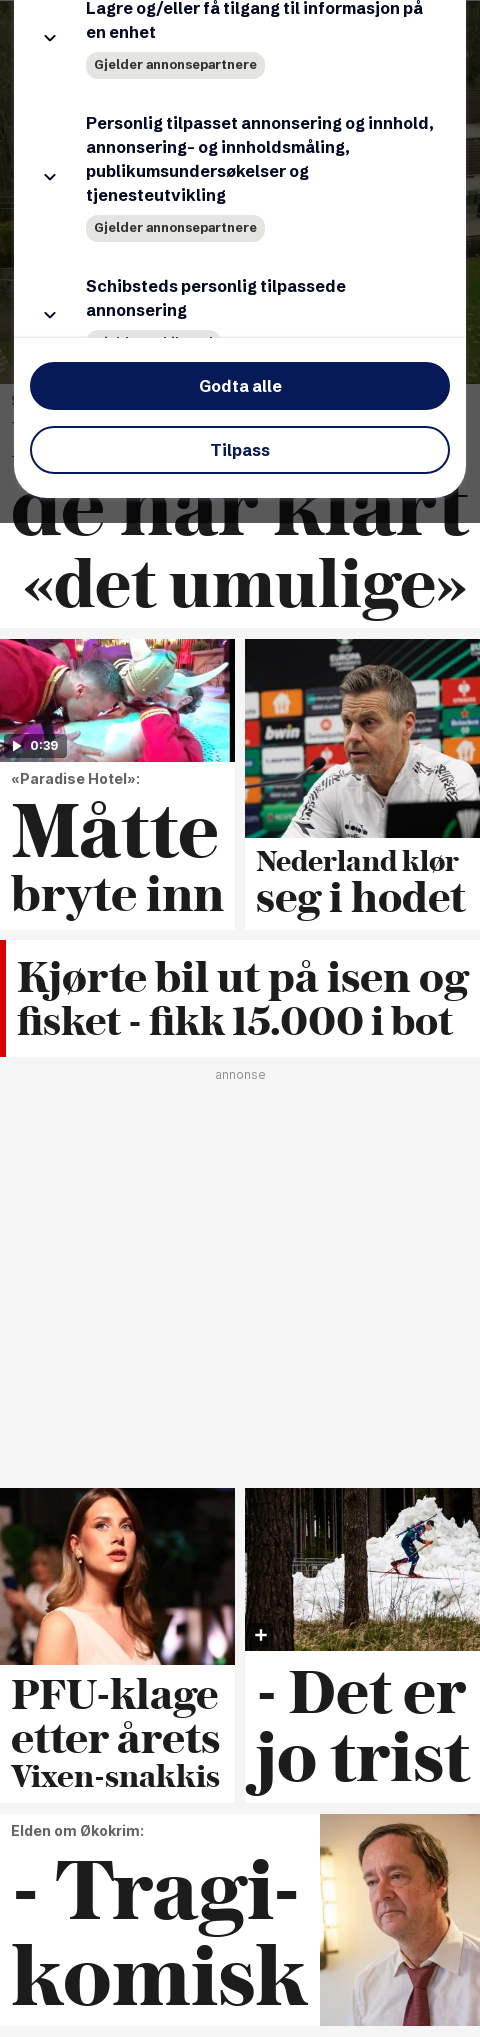 Lagre og/eller få tilgang til informasjon på
en enhet
Gjelder annonsepartnere
Personlig tilpasset annonsering og innhold,
annonsering- og innholdsmåling,
publikumsundersøkelser og
tjenesteutvikling
Gjelder annonsepartnere
Schibsteds personlig tilpassede
annonsering
Godta alle
Tilpass
de har klart
«det umulige»
0:39
bwin
«Paradise Hotel»:
Måtte
bryte inn
Nederland klør
seg i hodet
Kjørte bil ut på isen og
fisket - fikk 15.000 i bot
annonse
PFU-klage
etter årets
Vixen-snakkis
- Det er
jo trist
Elden om Økokrim:
- Tragi-
komisk